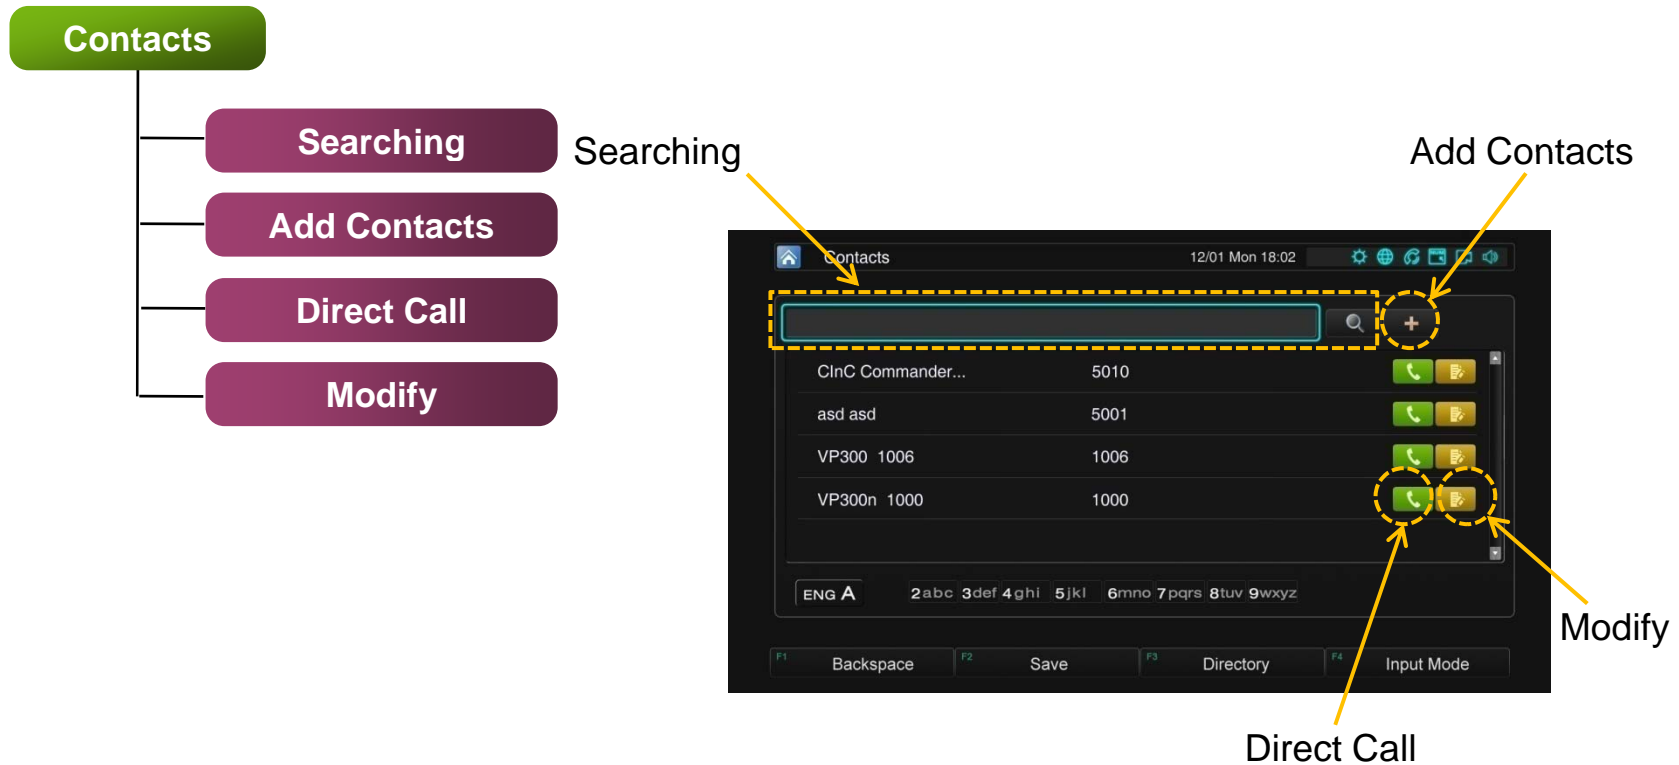 Contacts
Searching
Add Contacts
Direct Call
Modify
Searching
Add Contacts
Contacts 12/01 Mon 18:02
CInC Commander... 5010
asd asd 5001
VP300 1006 1006
VP300n 1000 1000
ENG A 2abc 3def 4ghi 5jkl 6mno 7pqrs 8tuv 9wxyz
F1 Backspace F2 Save F3 Directory F4 Input Mode
Modify
Direct Call